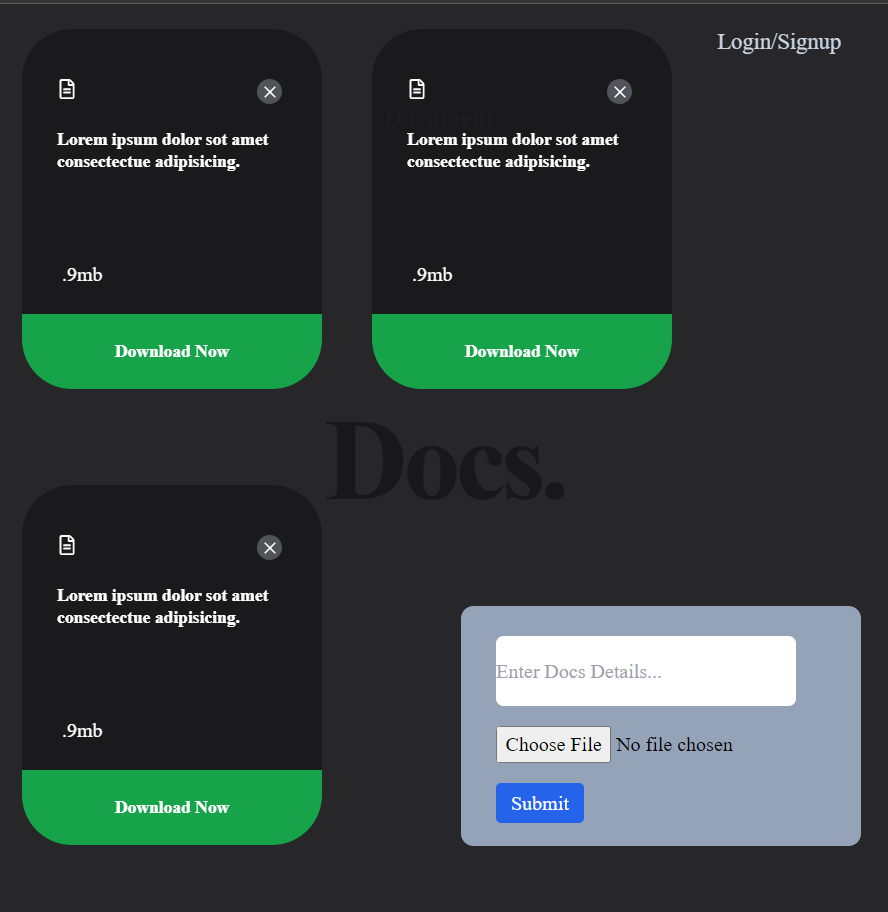 Login/Signup
Documents
Lorem ipsum dolor sot amet
consectectue adipisicing.
.9mb
Download Now
Lorem ipsum dolor sot amet
consectectue adipisicing.
.9mb
Download Now
Docs.
Lorem ipsum dolor sot amet
consectectue adipisicing.
.9mb
Download Now
Enter Docs Details...
Choose File No file chosen
Submit